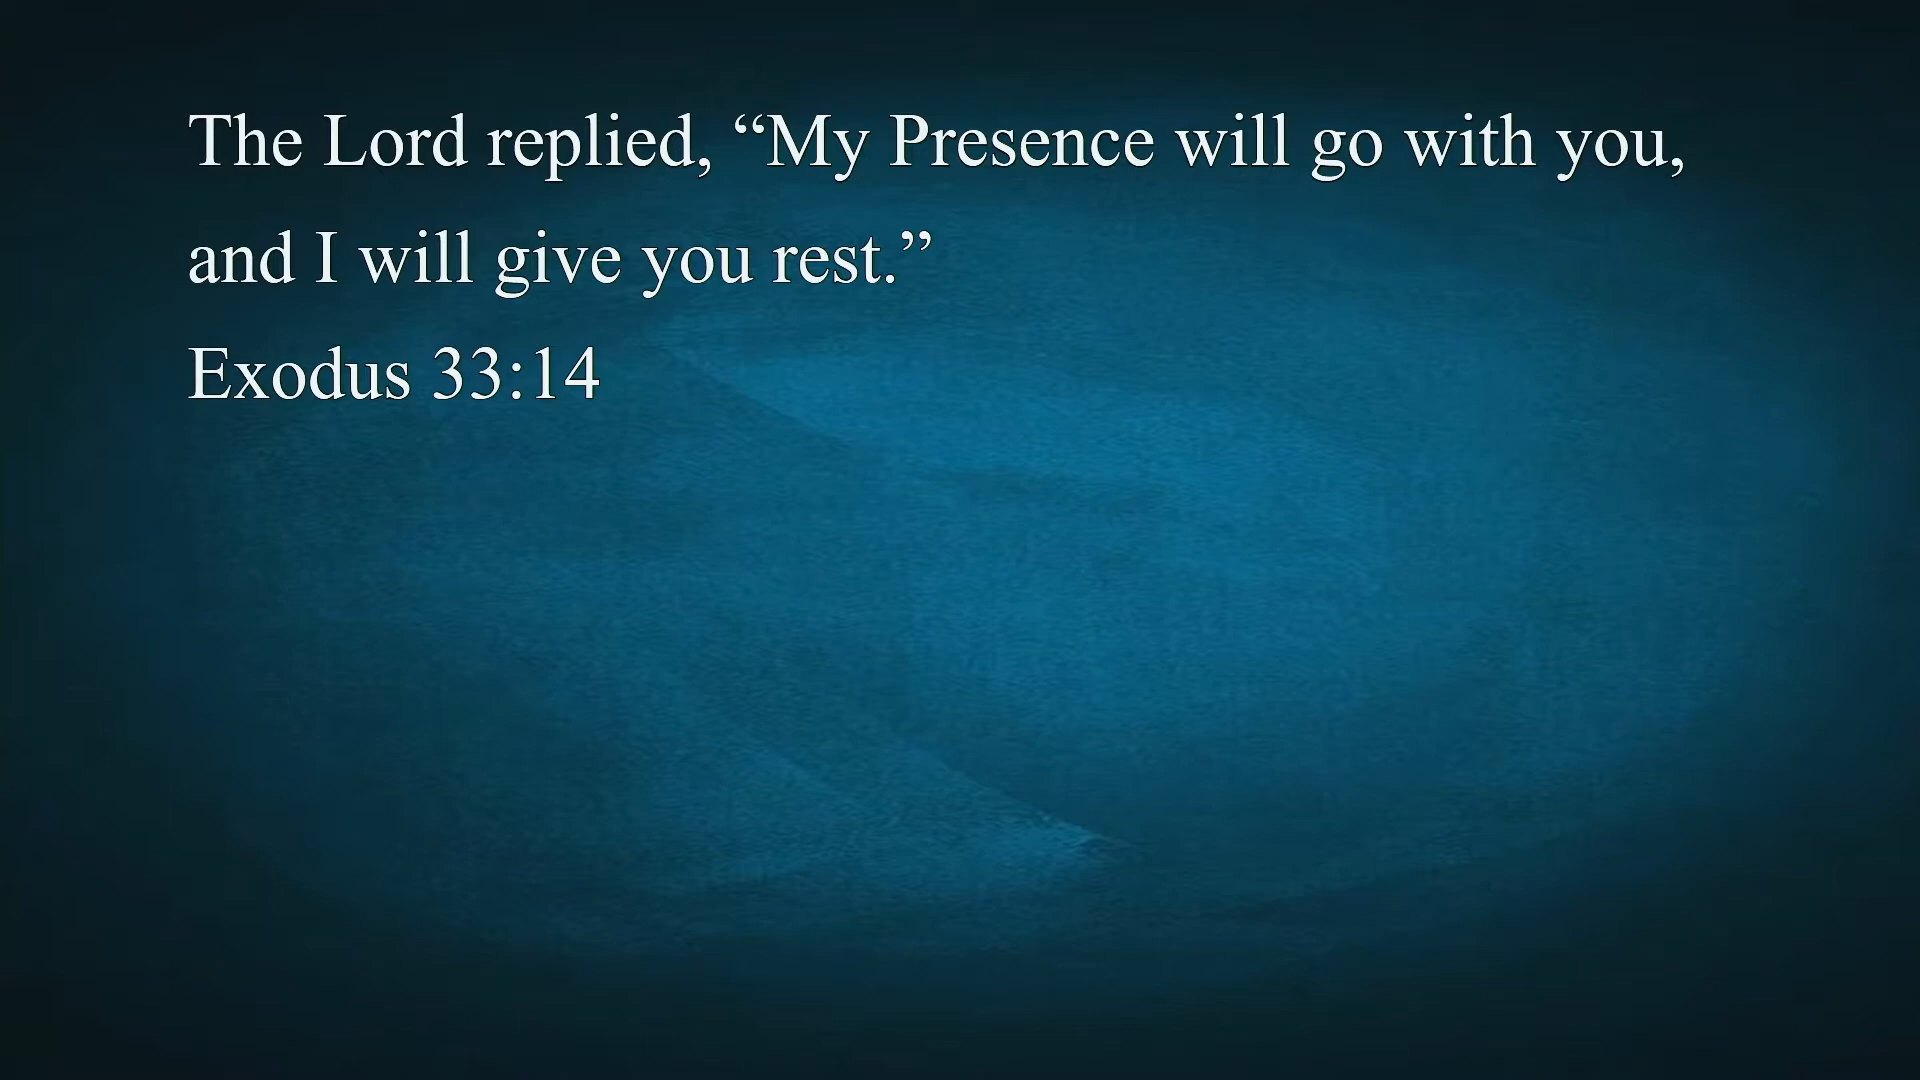 The Lord replied, “My Presence will go with you,
and I will give you rest.”
Exodus 33:14